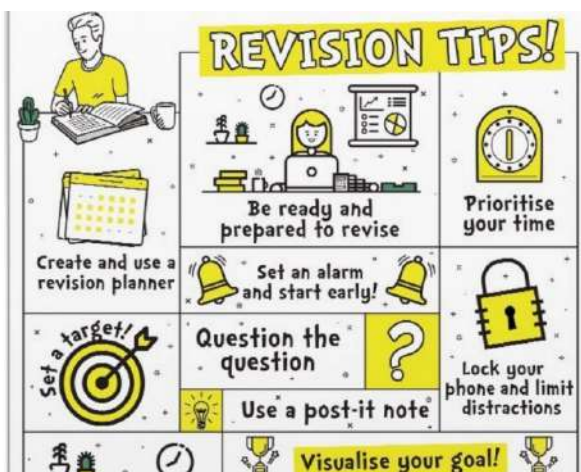 REVISION TIPS!
Be ready and
prepared to revise
Prioritise
your time
Create and use a
revision planner
Set an alarm
and start early!
Set a target!
Question the
question
?
Lock your
phone and limit
distractions
Use a post-it note
Visualise your goal!